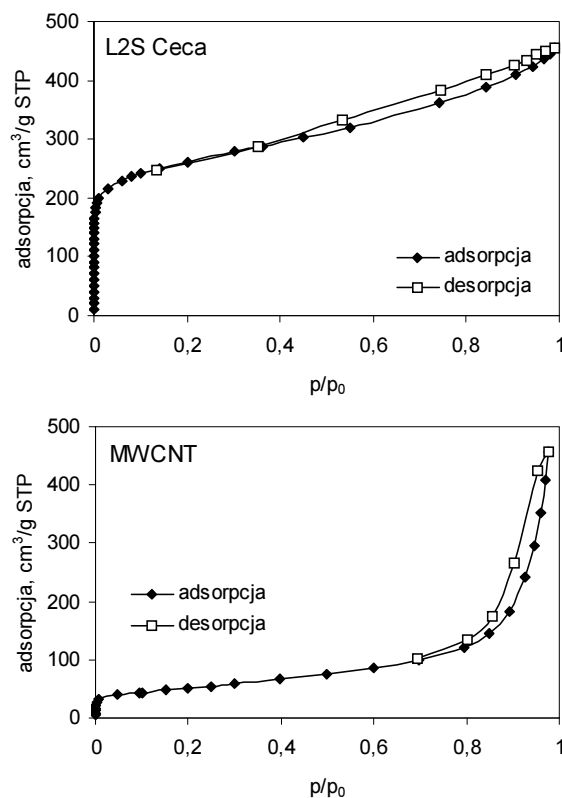 L2S Ceca
adsorpcja, cm³/g STP
500
400
300
200
100
0
adsorpcja
desorpcja
0 0,2 0,4 0,6 0,8 1
p/p₀
MWCNT
adsorpcja, cm³/g STP
500
400
300
200
100
0
adsorpcja
desorpcja
0 0,2 0,4 0,6 0,8 1
p/p₀